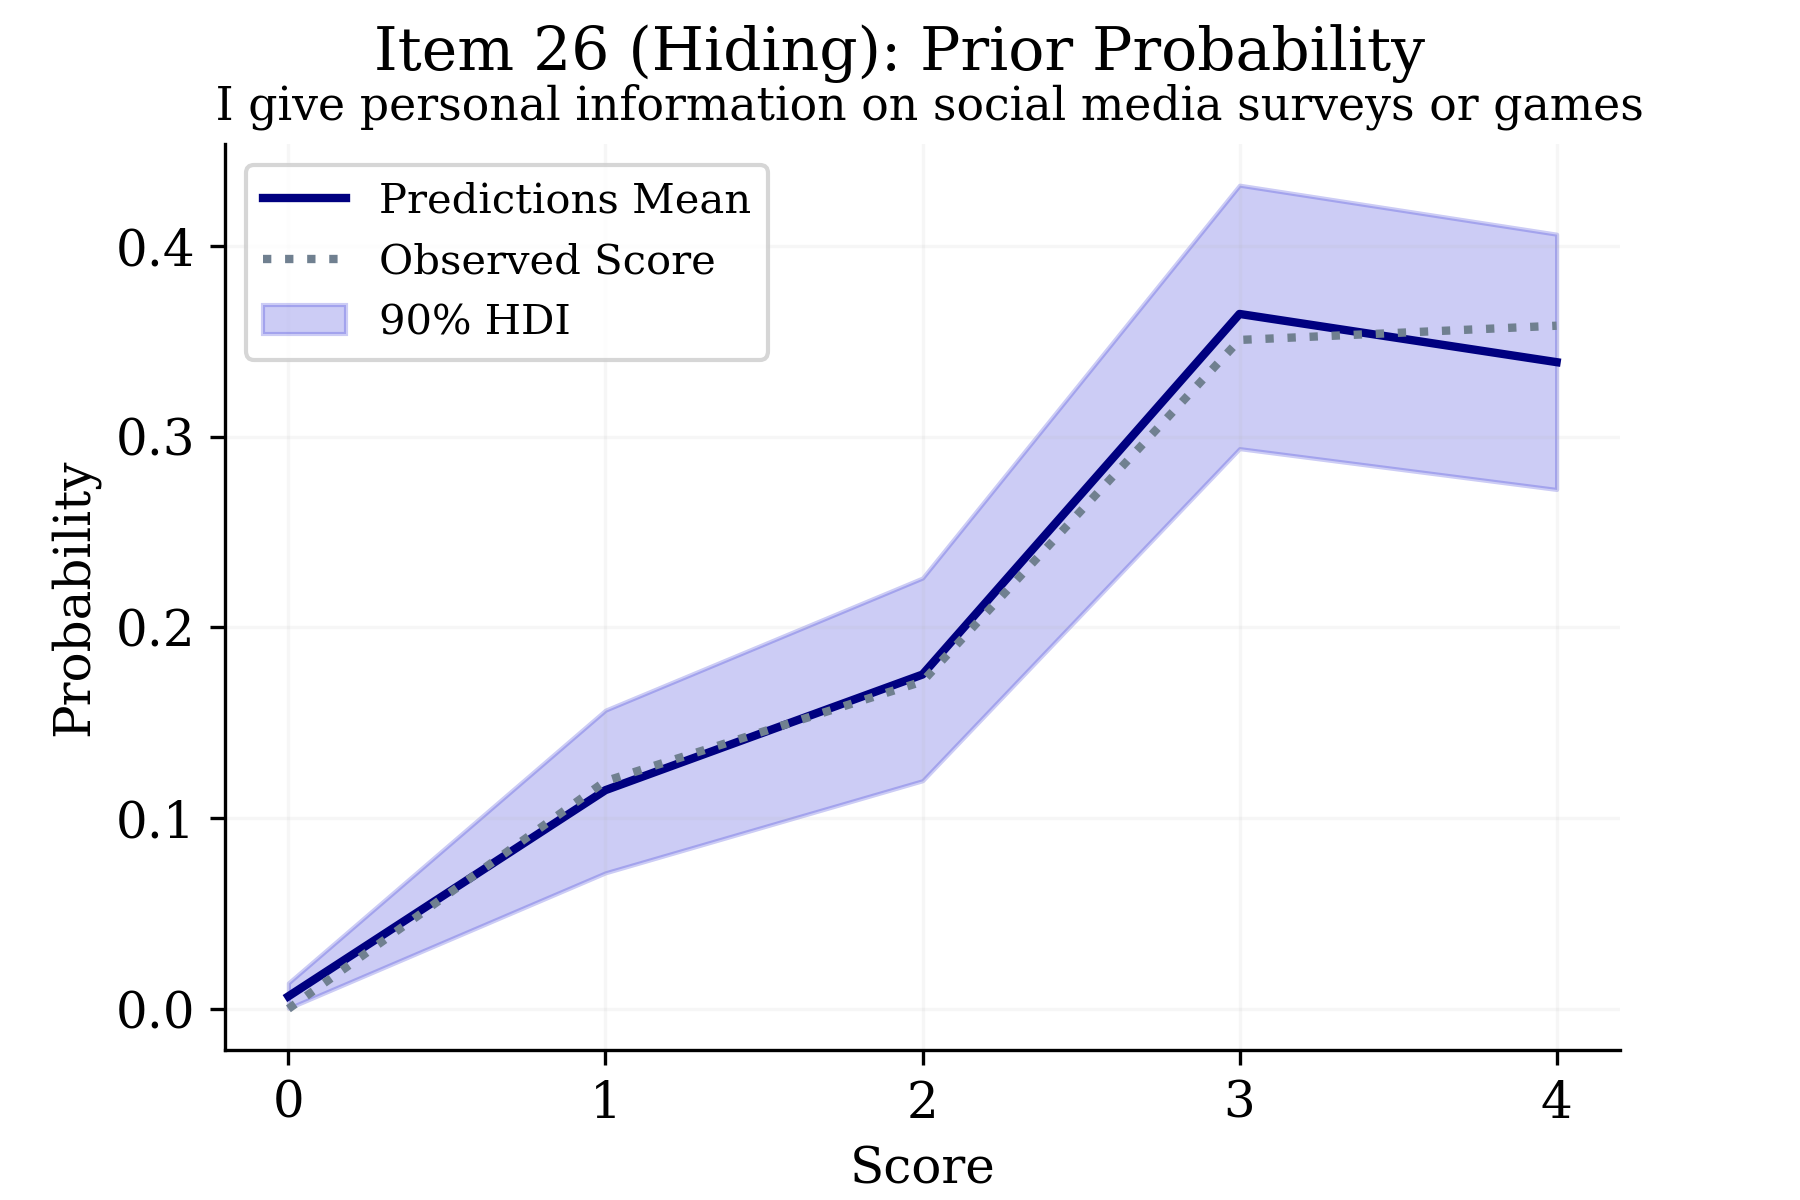 Item 26 (Hiding): Prior Probability
I give personal information on social media surveys or games
Predictions Mean
Observed Score
90% HDI
0.4
0.3
0.2
0.1
0.0
Probability
0 1 2 3 4
Score